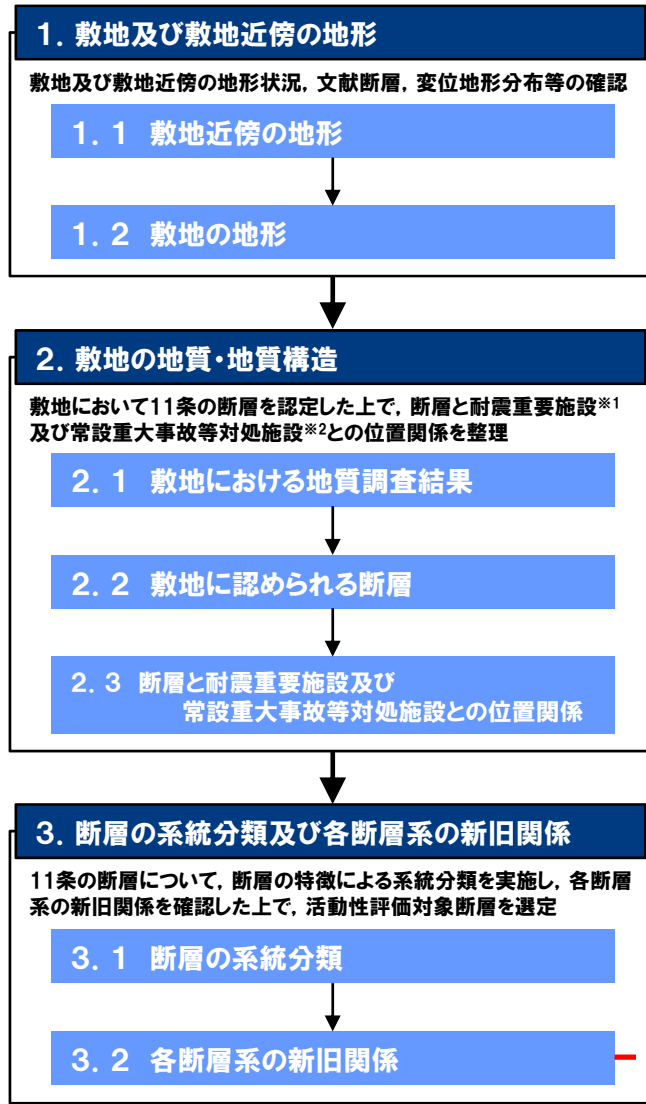 1．敷地及び敷地近傍の地形
敷地及び敷地近傍の地形状況，文献断層，変位地形分布等の確認
1．1 敷地近傍の地形
1．2 敷地の地形
2．敷地の地質・地質構造
敷地において11条の断層を認定した上で，断層と耐震重要施設※1
及び常設重大事故等対処施設※2との位置関係を整理
2．1 敷地における地質調査結果
2．2 敷地に認められる断層
2．3 断層と耐震重要施設及び
常設重大事故等対処施設との位置関係
3．断層の系統分類及び各断層系の新旧関係
11条の断層について，断層の特徴による系統分類を実施し，各断層
系の新旧関係を確認した上で，活動性評価対象断層を選定
3．1 断層の系統分類
3．2 各断層系の新旧関係